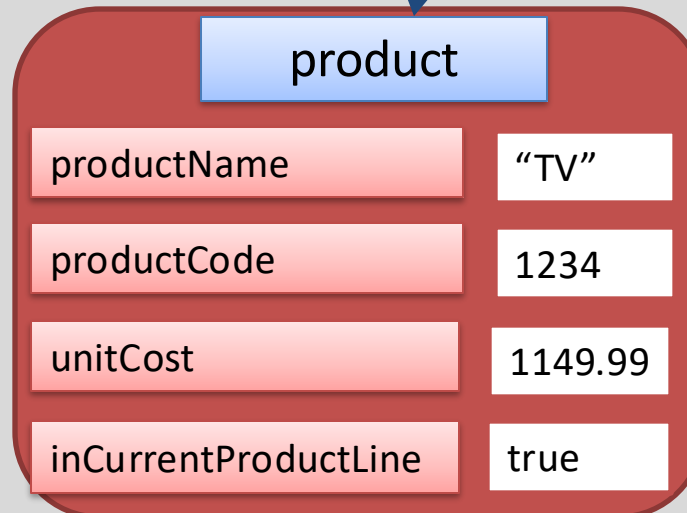 product
productName “TV”
productCode 1234
unitCost 1149.99
inCurrentProductLine true